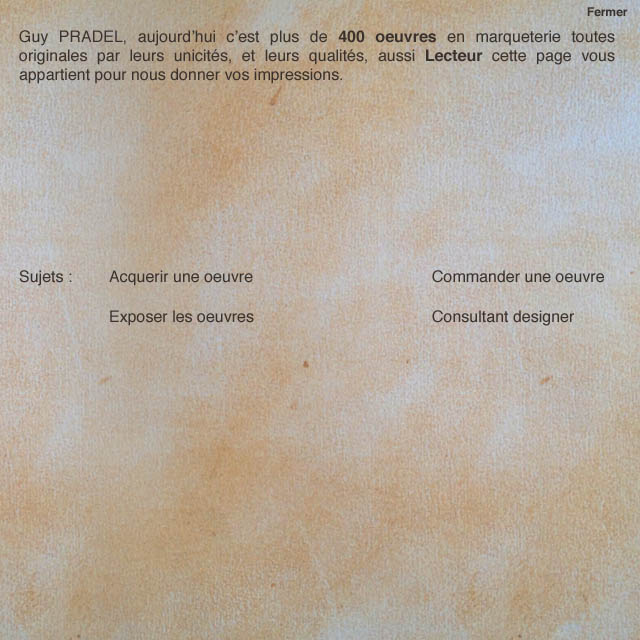 Fermer
Guy PRADEL, aujourd'hui c'est plus de 400 oeuvres en marqueterie toutes
originales par leurs unicités, et leurs qualités, aussi Lecteur cette page vous
appartient pour nous donner vos impressions.
Sujets : Acquerir une oeuvre Commander une oeuvre
Exposer les oeuvres Consultant designer